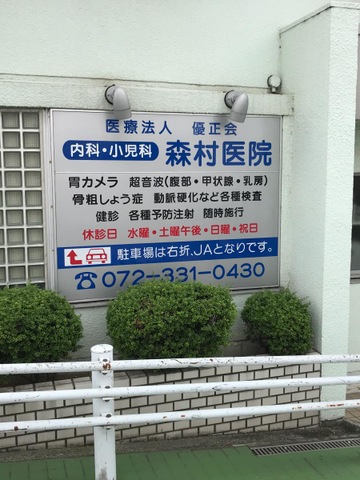 医療法人 優正会
内科・小児科 森村医院
胃カメラ 超音波(腹部・甲状線・乳房)
骨粗しょう症 動脈硬化など各種検査
健診 各種予防注射 随時施行
休診日 水曜・土曜午後・日曜・祝日
駐車場は右折、JAとなりです。
☎072-331-0430